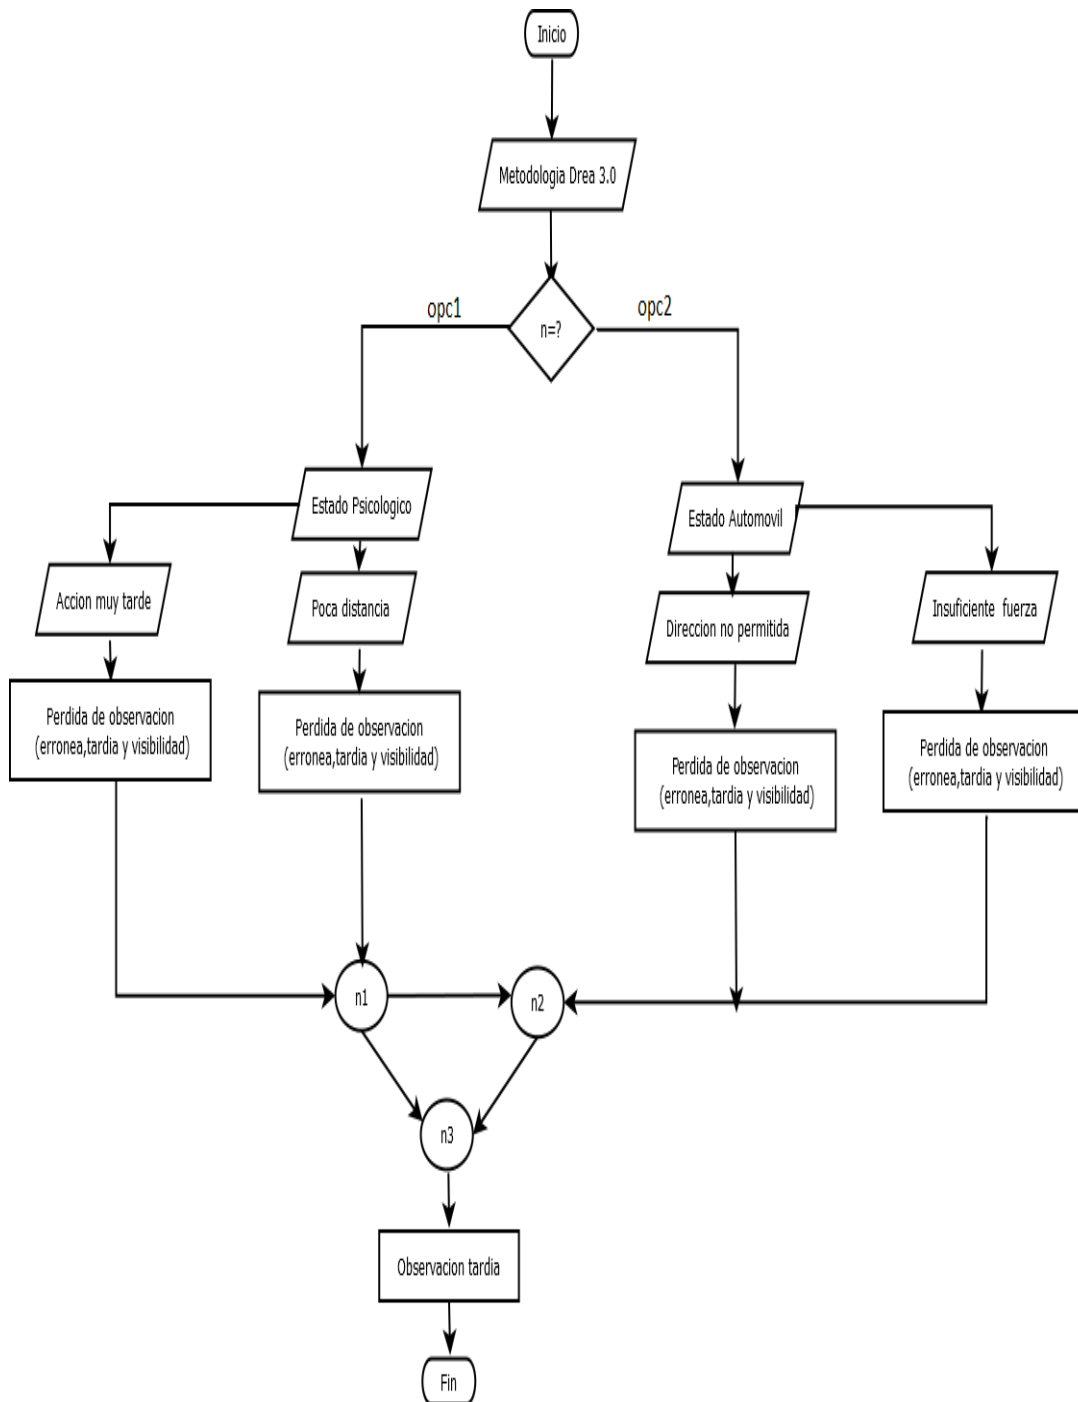 Inicio
Metodologia Drea 3.0
opc1
n=?
opc2
Estado Psicologico
Estado Automovil
Accion muy tarde
Poca distancia
Direccion no permitida
Insuficiente fuerza
Perdida de observacion
(erronea,tardia y visibilidad)
Perdida de observacion
(erronea,tardia y visibilidad)
Perdida de observacion
(erronea,tardia y visibilidad)
Perdida de observacion
(erronea,tardia y visibilidad)
n1
n2
n3
Observacion tardia
Fin